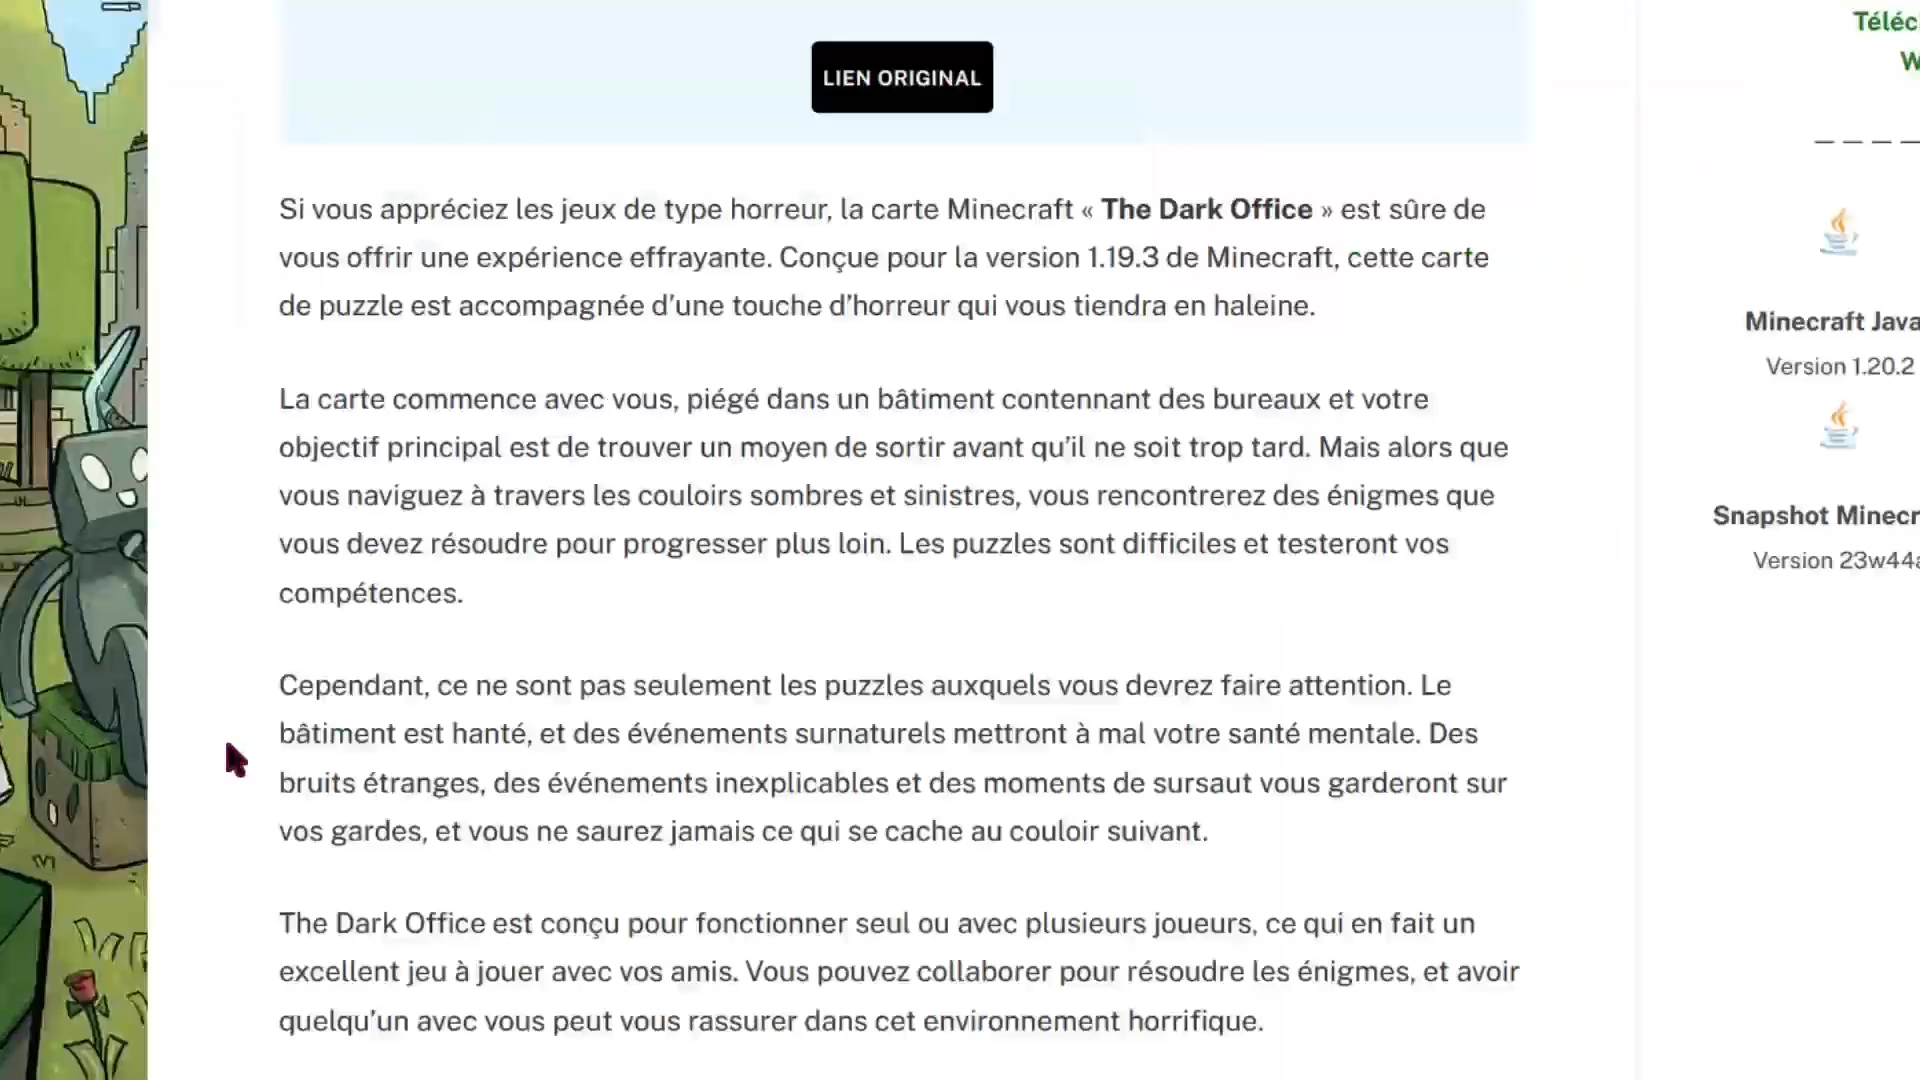 LIEN ORIGINAL
Si vous appréciez les jeux de type horreur, la carte Minecraft « The Dark Office » est sûre de
vous offrir une expérience effrayante. Conçue pour la version 1.19.3 de Minecraft, cette carte
de puzzle est accompagnée d’une touche d’horreur qui vous tiendra en haleine.
La carte commence avec vous, piégé dans un bâtiment contennant des bureaux et votre
objectif principal est de trouver un moyen de sortir avant qu’il ne soit trop tard. Mais alors que
vous naviguez à travers les couloirs sombres et sinistres, vous rencontrerez des énigmes que
vous devez résoudre pour progresser plus loin. Les puzzles sont difficiles et testeront vos
compétences.
Cependant, ce ne sont pas seulement les puzzles auxquels vous devrez faire attention. Le
bâtiment est hanté, et des événements surnaturels mettront à mal votre santé mentale. Des
bruits étranges, des événements inexplicables et des moments de sursaut vous garderont sur
vos gardes, et vous ne saurez jamais ce qui se cache au couloir suivant.
The Dark Office est conçu pour fonctionner seul ou avec plusieurs joueurs, ce qui en fait un
excellent jeu à jouer avec vos amis. Vous pouvez collaborer pour résoudre les énigmes, et avoir
quelqu’un avec vous peut vous rassurer dans cet environnement horrifique.
Téléc
W
Minecraft Java
Version 1.20.2
Snapshot Minecr
Version 23w44a